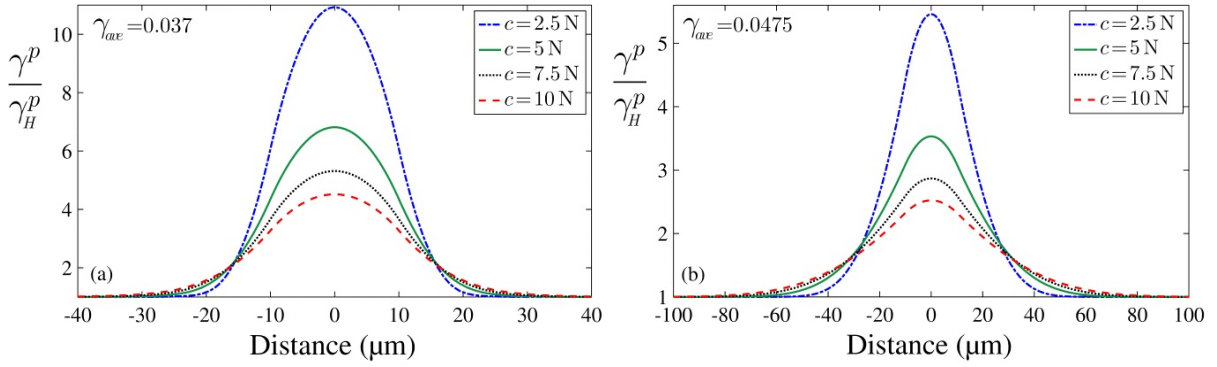 γ_ave=0.037
γ^p
γ_H^p
c=2.5 N
c=5 N
c=7.5 N
c=10 N
10
8
6
4
2
(a)
-40 -30 -20 -10 0 10 20 30 40
Distance (μm)
γ_ave=0.0475
γ^p
γ_H^p
c=2.5 N
c=5 N
c=7.5 N
c=10 N
5
4
3
2
1
(b)
-100 -80 -60 -40 -20 0 20 40 60 80 100
Distance (μm)